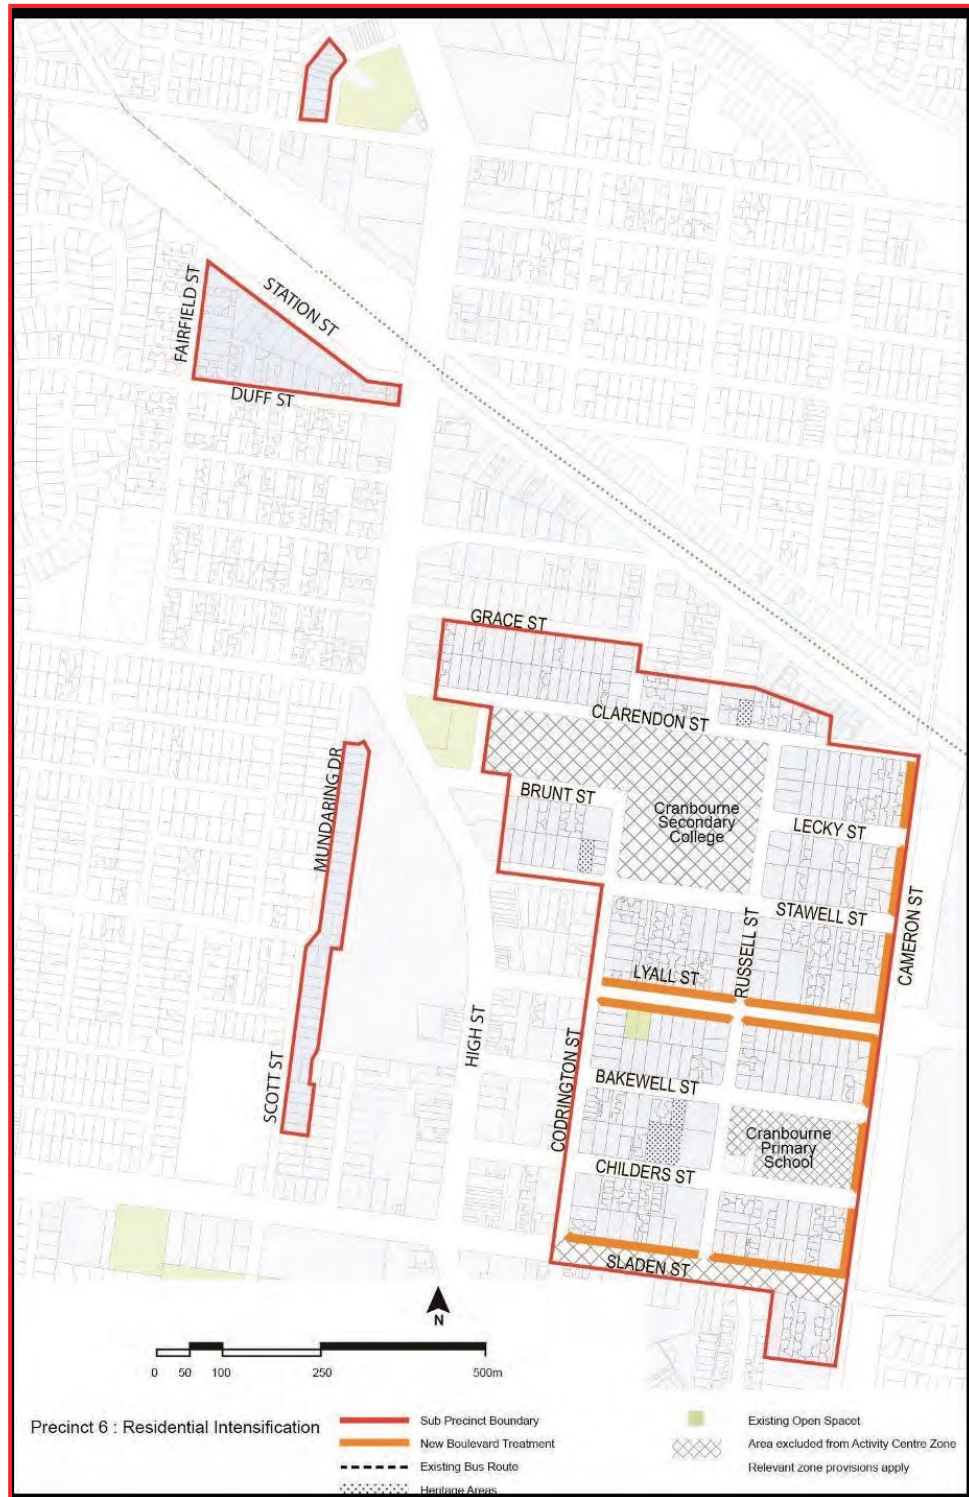 FAIRFIELD ST
STATION ST
DUFF ST
GRACE ST
CLARENDON ST
MUNDARING DR
BRUNT ST
Cranbourne
Secondary
College
LECKY ST
STAWELL ST
RUSSELL ST
CAMERON ST
LYALL ST
HIGH ST
SCOTT ST
CODRINGTON ST
BAKEWELL ST
Cranbourne
Primary
School
CHILDERS ST
SLADEN ST
N
0 50 100 250 500m
Precinct 6 : Residential Intensification
Sub Precinct Boundary
New Boulevard Treatment
Existing Bus Route
Heritage Areas
Existing Open Spacet
Area excluded from Activity Centre Zone
Relevant zone provisions apply